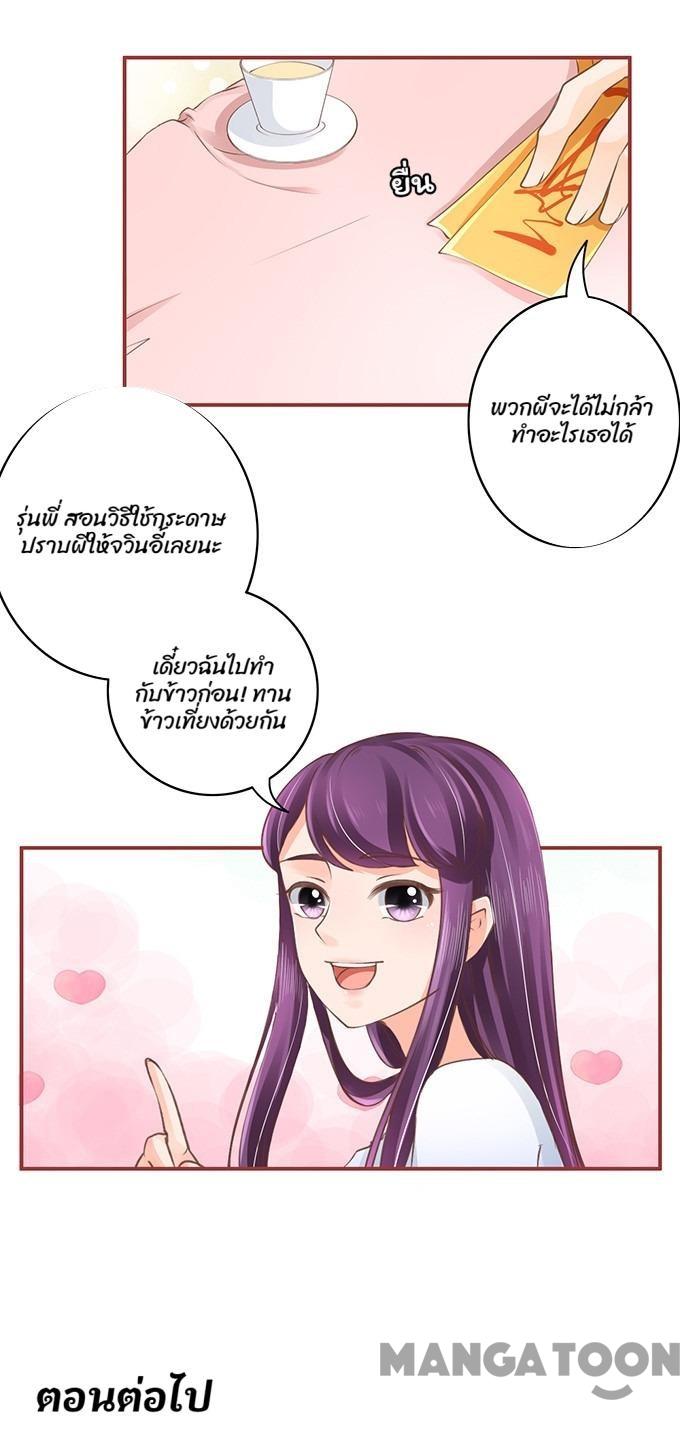 ยื่น
พวกผีจะได้ไม่กล้า
ทำอะไรเธอได้
รุ่นพี่ สอนวิธีใช้กระดาษ
ปราบผีให้จวินอี้เลยนะ
เดี๋ยวฉันไปทำ
กับข้าวก่อน! ทาน
ข้าวเที่ยงด้วยกัน
MANGATOON
ตอนต่อไป